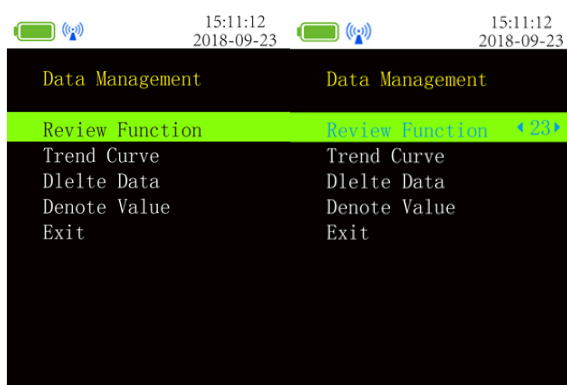 15:11:12
2018-09-23
Data Management
Review Function
Trend Curve
Dlelte Data
Denote Value
Exit
15:11:12
2018-09-23
Data Management
Review Function 23
Trend Curve
Dlelte Data
Denote Value
Exit